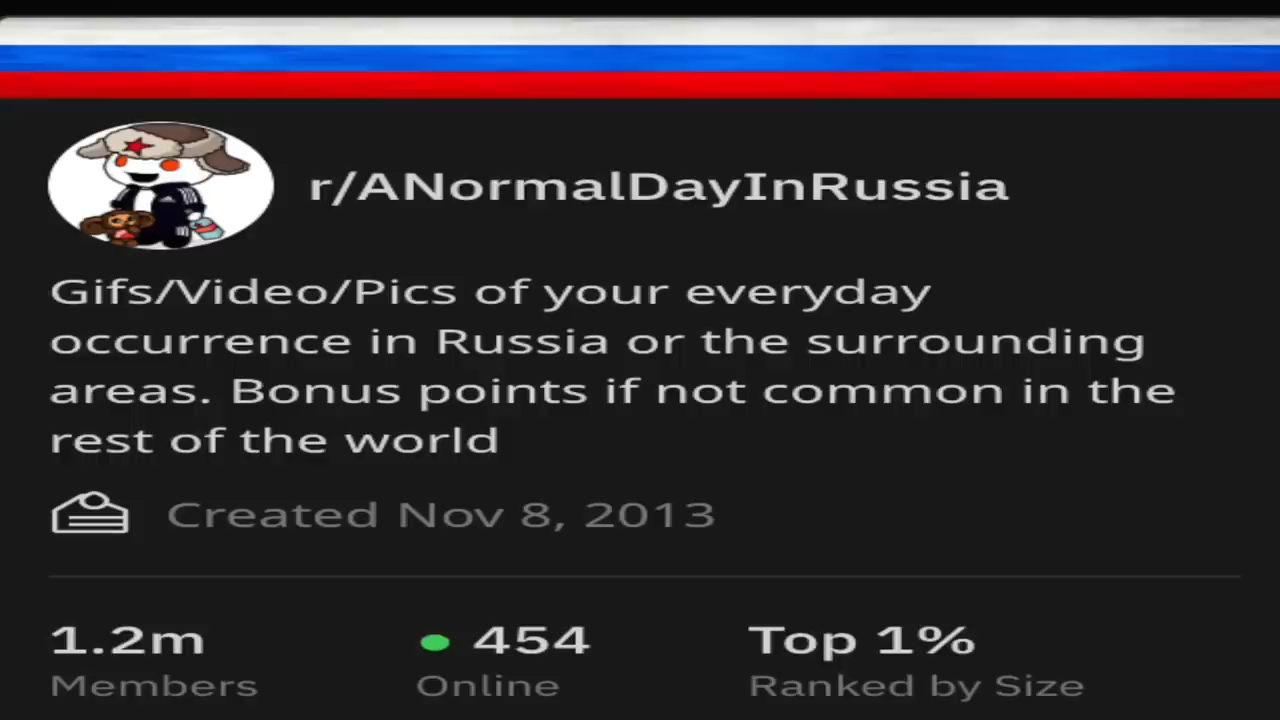 r/ANormalDayInRussia
Gifs/Video/Pics of your everyday
occurrence in Russia or the surrounding
areas. Bonus points if not common in the
rest of the world
Created Nov 8, 2013
1.2m 454 Top 1%
Members Online Ranked by Size